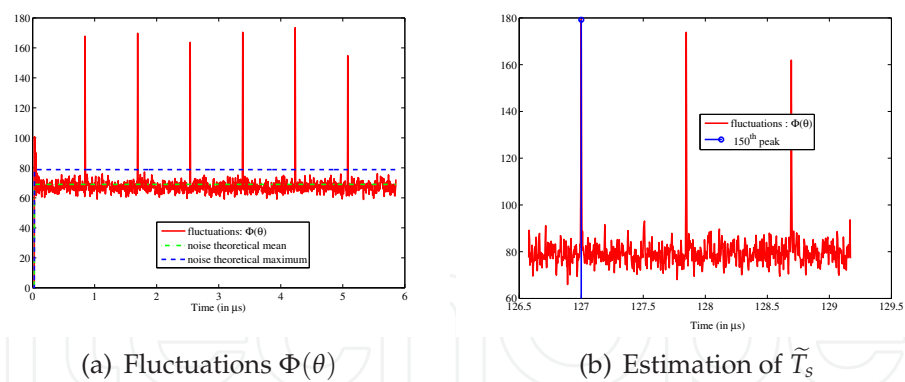 180
160
140
120
100
80
60
40
20
0
0 1 2 3 4 5 6
Time (in μs)
fluctuations: Φ(θ)
noise theoretical mean
noise theoretical maximum
(a) Fluctuations Φ(θ)
180
160
140
120
100
80
60
126.5 127 127.5 128 128.5 129 129.5
Time (in μs)
fluctuations : Φ(θ)
150th peak
(b) Estimation of T̃s